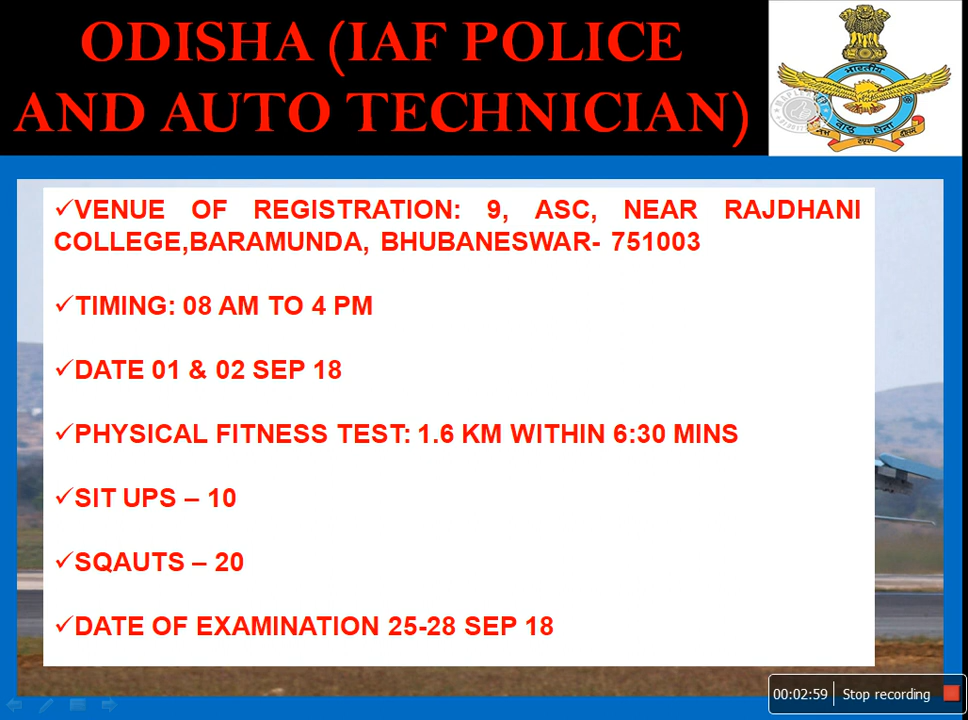 ODISHA (IAF POLICE
AND AUTO TECHNICIAN)
✓VENUE OF REGISTRATION: 9, ASC, NEAR RAJDHANI
COLLEGE,BARAMUNDA, BHUBANESWAR- 751003
✓TIMING: 08 AM TO 4 PM
✓DATE 01 & 02 SEP 18
✓PHYSICAL FITNESS TEST: 1.6 KM WITHIN 6:30 MINS
✓SIT UPS – 10
✓SQAUTS – 20
✓DATE OF EXAMINATION 25-28 SEP 18
00:02:59 Stop recording